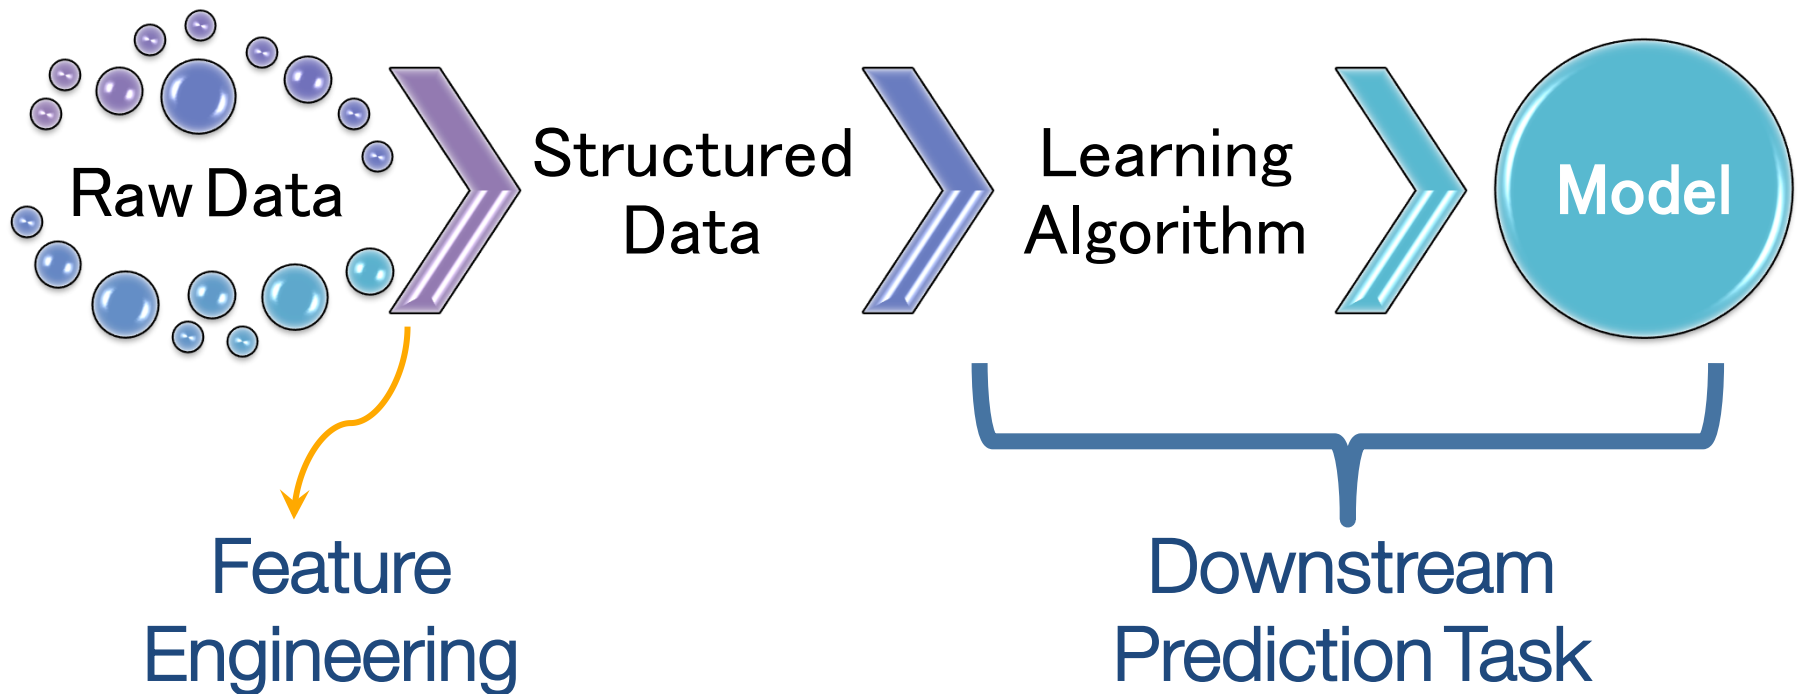 Raw Data
Structured
Data
Learning
Algorithm
Model
Feature
Engineering
Downstream
Prediction Task